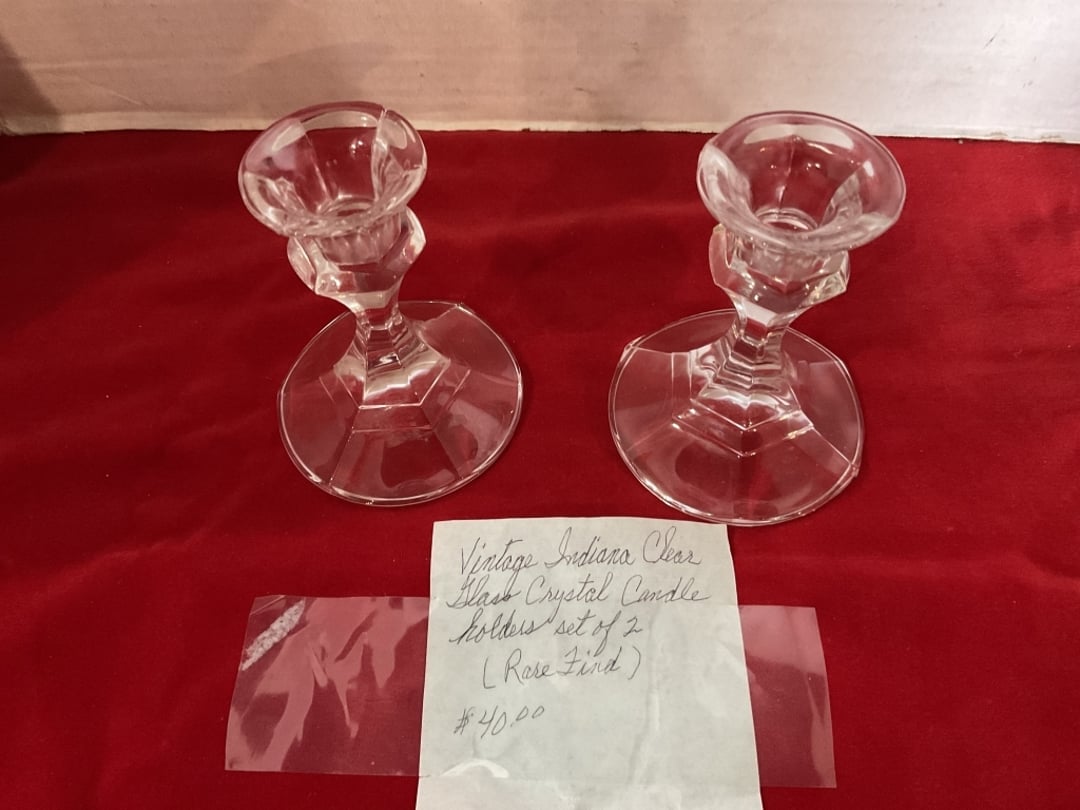 Vintage Indiana Clear
Glass Crystal Candle
holders set of 2
(Rare Find)
$40.00